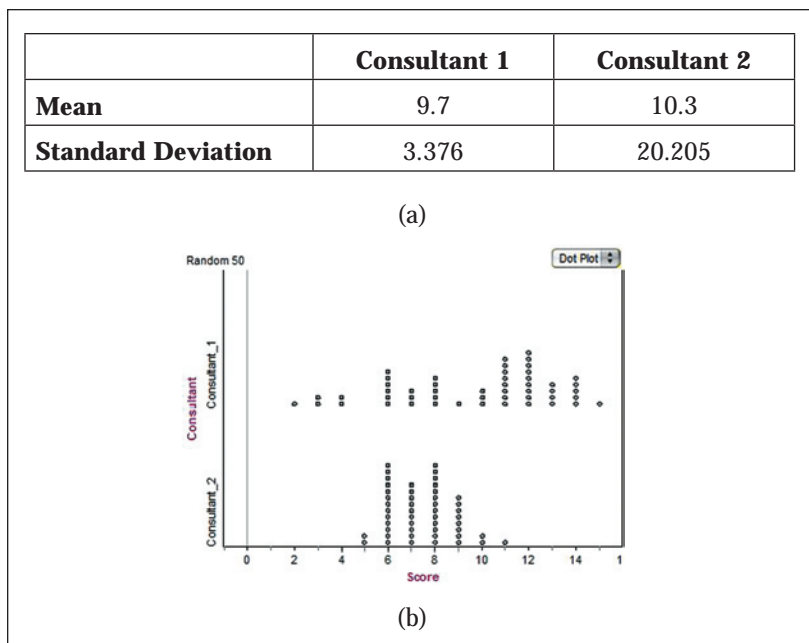 Consultant 1 Consultant 2
Mean 9.7 10.3
Standard Deviation 3.376 20.205
(a)
Random 50
Dot Plot
Consultant
Consultant_1
Consultant_2
0 2 4 6 8 10 12 14 1
Score
(b)